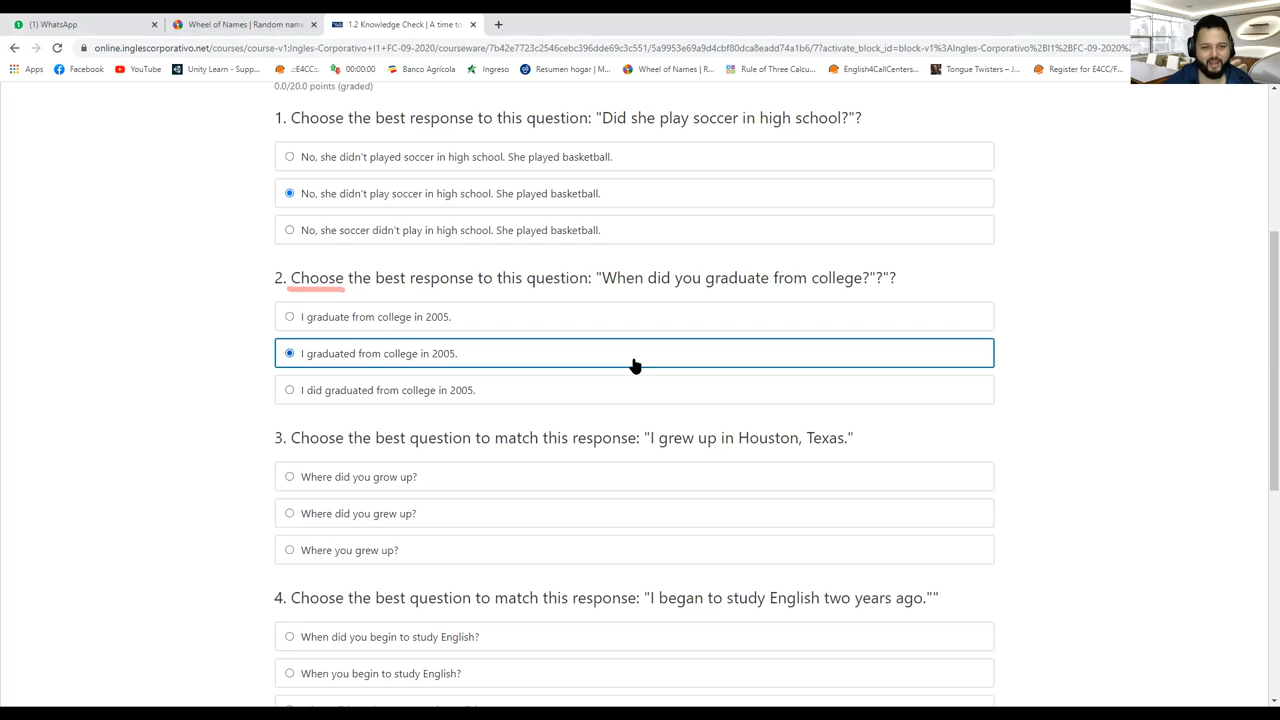 (1) WhatsApp
Wheel of Names | Random nam
1.2 Knowledge Check | A time to
online.inglescorporativo.net/courses/course-v1:Ingles-Corporativo+I1+FC-09-2020/courseware/7b42e7723c2546cebc396dde69c3c551/5a9953e69a9d4cbf80dca8eadd74a1b6/7?activate_block_id=block-v1%3AIngles-Corporativo%2BI1%2BFC-09-2020%
Apps
Facebook
YouTube
Unity Learn - Supp...
.::E4CC::.
00:00:00
Banco Agrícola
Ingreso
Resumen hogar | M...
Wheel of Names | R...
Rule of Three Calcu...
English4CallCenters...
Tongue Twisters – J...
Register for E4CC/F...
0.0/20.0 points (graded)
1. Choose the best response to this question: "Did she play soccer in high school?"?
No, she didn't played soccer in high school. She played basketball.
No, she didn't play soccer in high school. She played basketball.
No, she soccer didn't play in high school. She played basketball.
2. Choose the best response to this question: "When did you graduate from college?"?"?
I graduate from college in 2005.
I graduated from college in 2005.
I did graduated from college in 2005.
3. Choose the best question to match this response: "I grew up in Houston, Texas."
Where did you grow up?
Where did you grew up?
Where you grew up?
4. Choose the best question to match this response: "I began to study English two years ago.""
When did you begin to study English?
When you begin to study English?